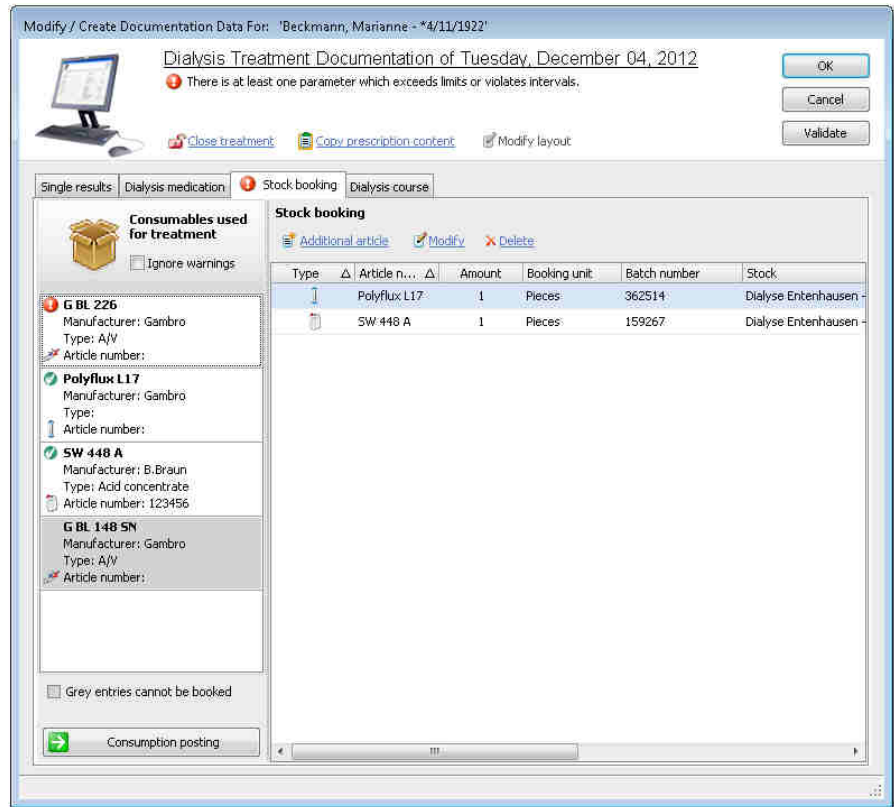 Modify / Create Documentation Data For: 'Beckmann, Marianne - *4/11/1922'
Dialysis Treatment Documentation of Tuesday, December 04, 2012
There is at least one parameter which exceeds limits or violates intervals.
OK
Cancel
Validate
Close treatment
Copy prescription content
Modify layout
Single results
Dialysis medication
Stock booking
Dialysis course
Consumables used
for treatment
Ignore warnings
G BL 226
Manufacturer: Gambro
Type: A/V
Article number:
Polyflux L17
Manufacturer: Gambro
Type:
Article number:
SW 448 A
Manufacturer: B.Braun
Type: Acid concentrate
Article number: 123456
G BL 148 SN
Manufacturer: Gambro
Type: A/V
Article number:
Grey entries cannot be booked
Consumption posting
Stock booking
Additional article
Modify
Delete
Type Article n... Amount Booking unit Batch number Stock
Polyflux L17 1 Pieces 362514 Dialyse Entenhausen -
SW 448 A 1 Pieces 159267 Dialyse Entenhausen -